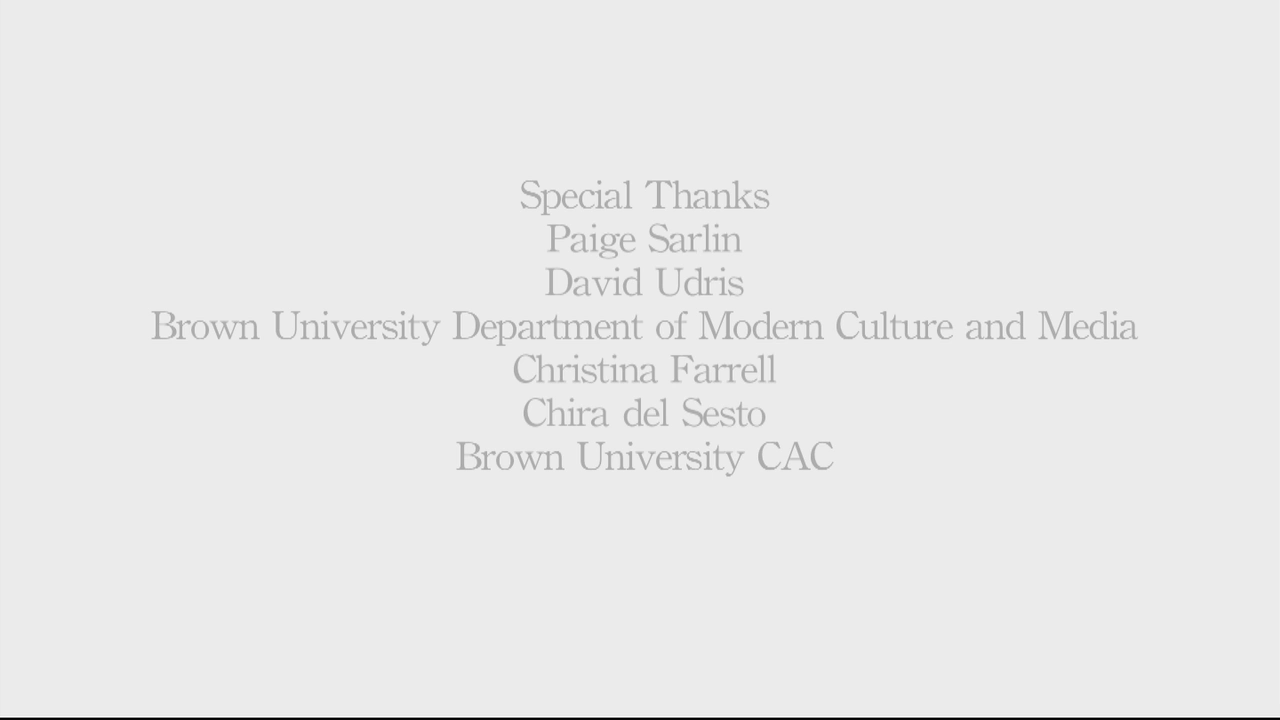 Special Thanks
Paige Sarlin
David Udris
Brown University Department of Modern Culture and Media
Christina Farrell
Chira del Sesto
Brown University CAC